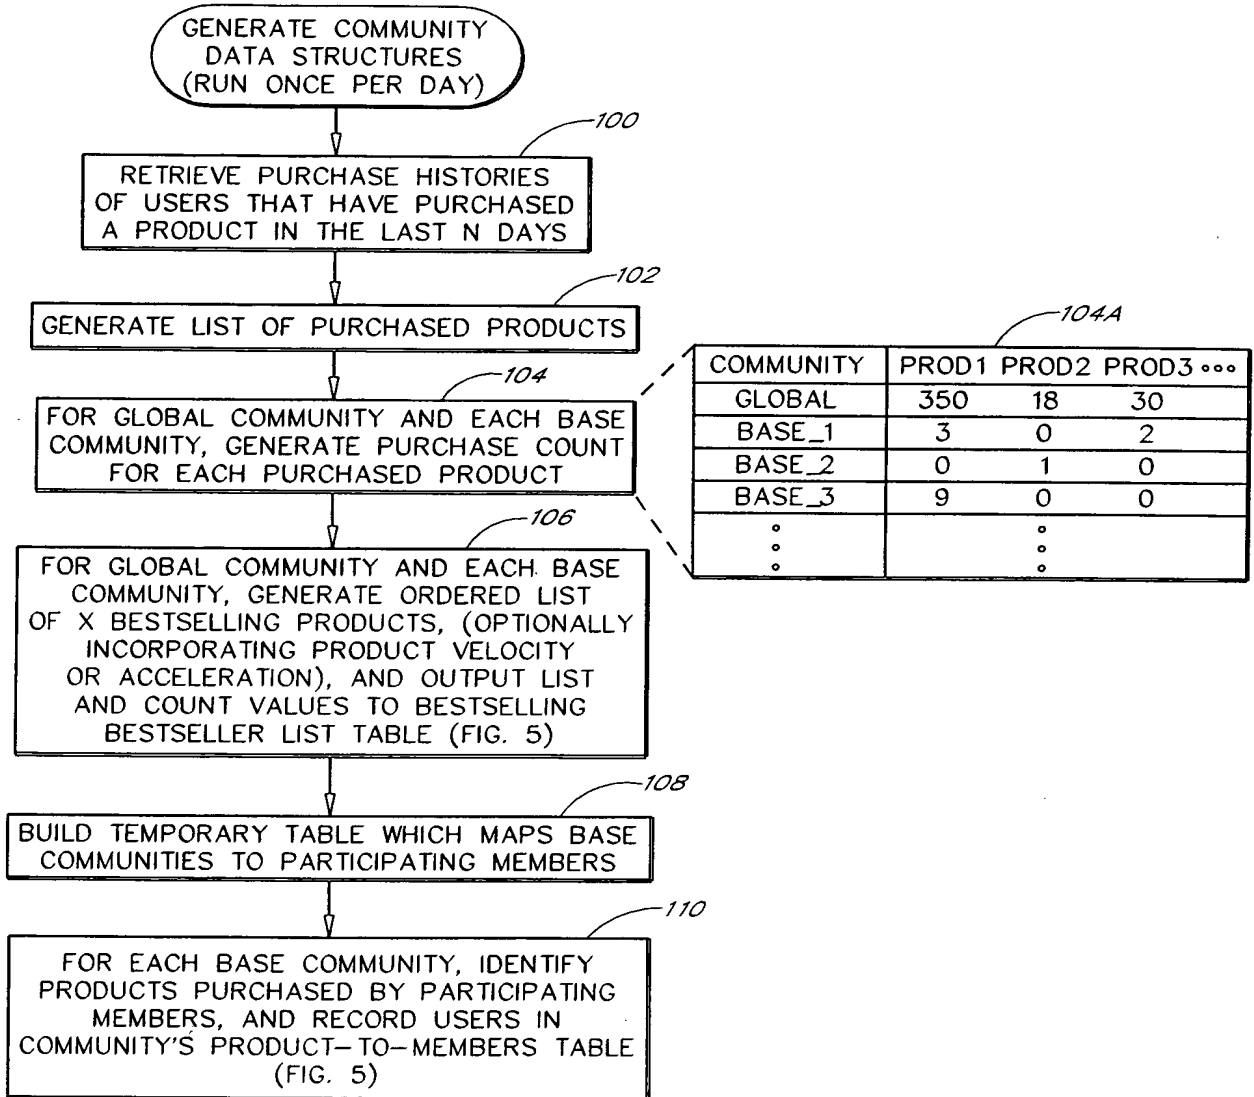 GENERATE COMMUNITY
DATA STRUCTURES
(RUN ONCE PER DAY)
100
RETRIEVE PURCHASE HISTORIES
OF USERS THAT HAVE PURCHASED
A PRODUCT IN THE LAST N DAYS
102
GENERATE LIST OF PURCHASED PRODUCTS
104
FOR GLOBAL COMMUNITY AND EACH BASE
COMMUNITY, GENERATE PURCHASE COUNT
FOR EACH PURCHASED PRODUCT
104A
COMMUNITY PROD1 PROD2 PROD3 •••
GLOBAL 350 18 30
BASE_1 3 0 2
BASE_2 0 1 0
BASE_3 9 0 0
106
FOR GLOBAL COMMUNITY AND EACH BASE
COMMUNITY, GENERATE ORDERED LIST
OF X BESTSELLING PRODUCTS, (OPTIONALLY
INCORPORATING PRODUCT VELOCITY
OR ACCELERATION), AND OUTPUT LIST
AND COUNT VALUES TO BESTSELLING
BESTSELLER LIST TABLE (FIG. 5)
108
BUILD TEMPORARY TABLE WHICH MAPS BASE
COMMUNITIES TO PARTICIPATING MEMBERS
110
FOR EACH BASE COMMUNITY, IDENTIFY
PRODUCTS PURCHASED BY PARTICIPATING
MEMBERS, AND RECORD USERS IN
COMMUNITY'S PRODUCT-TO-MEMBERS TABLE
(FIG. 5)